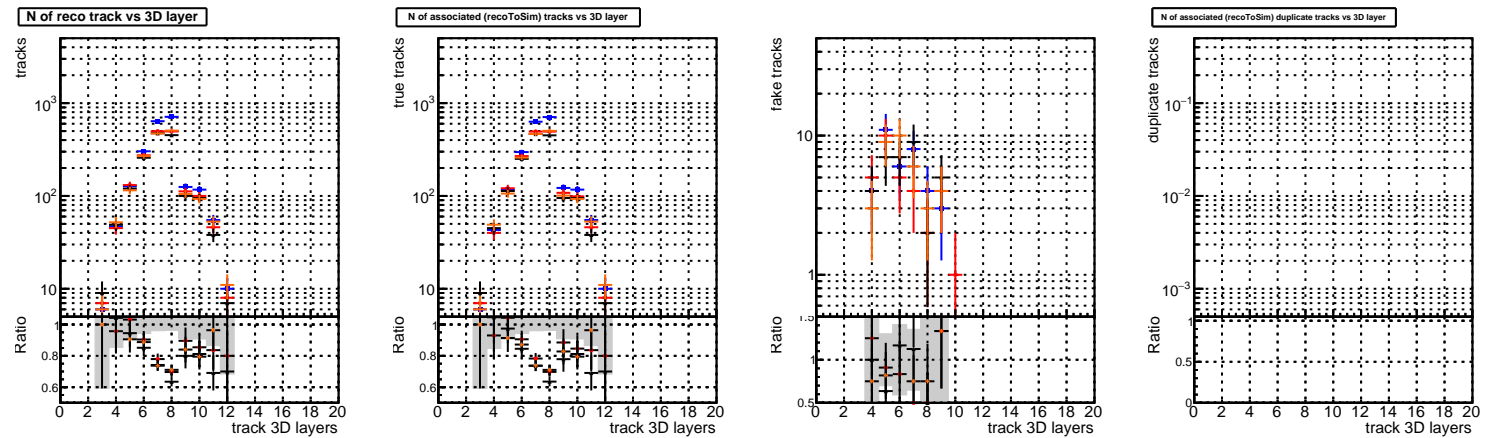 N of reco track vs 3D layer
tracks
10³
10²
10
Ratio
1
0.8
0.6
0 2 4 6 8 10 12 14 16 18 20
track 3D layers
N of associated (recoToSim) tracks vs 3D layer
true tracks
10³
10²
10
Ratio
1
0.8
0.6
0 2 4 6 8 10 12 14 16 18 20
track 3D layers
fake tracks
10
1
Ratio
1.5
1.0
0.5
0 2 4 6 8 10 12 14 16 18 20
track 3D layers
N of associated (recoToSim) duplicate tracks vs 3D layer
duplicate tracks
10⁻¹
10⁻²
10⁻³
Ratio
1
0.5
0
0 2 4 6 8 10 12 14 16 18 20
track 3D layers